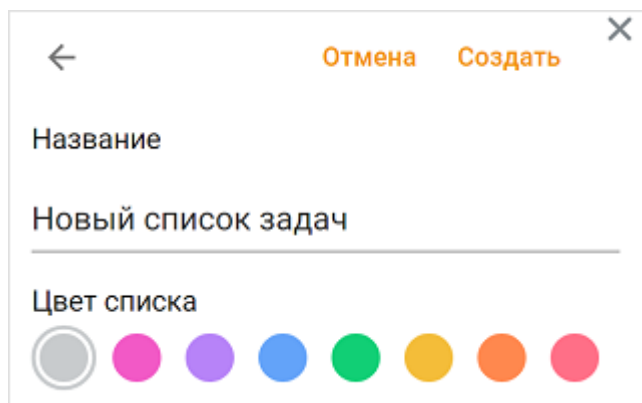 Отмена Создать
Название
Новый список задач
Цвет списка